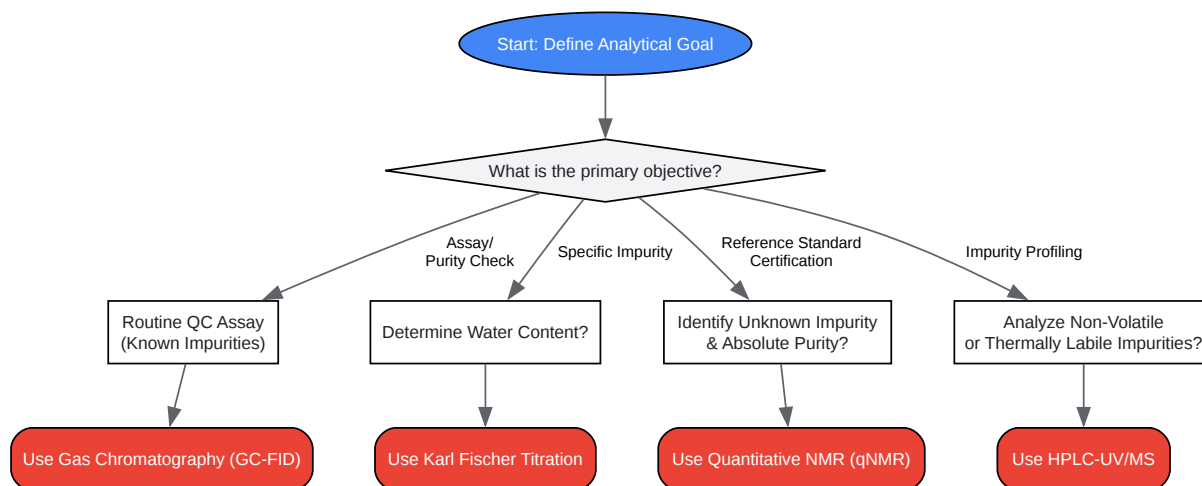 Start: Define Analytical Goal
What is the primary objective?
Assay/
Purity Check
Specific Impurity
Reference Standard
Certification
Impurity Profiling
Routine QC Assay
(Known Impurities)
Determine Water Content?
Identify Unknown Impurity
& Absolute Purity?
Analyze Non-Volatile
or Thermally Labile Impurities?
Use Gas Chromatography (GC-FID)
Use Karl Fischer Titration
Use Quantitative NMR (qNMR)
Use HPLC-UV/MS